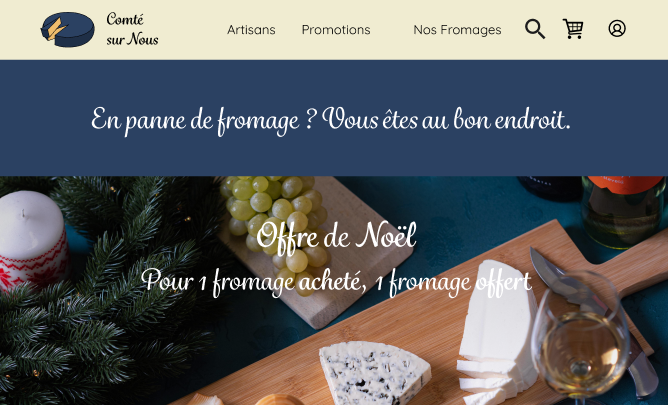 Comté
sur Nous
Artisans Promotions Nos Fromages
En panne de fromage ? Vous êtes au bon endroit.
Offre de Noël
Pour 1 fromage acheté, 1 fromage offert